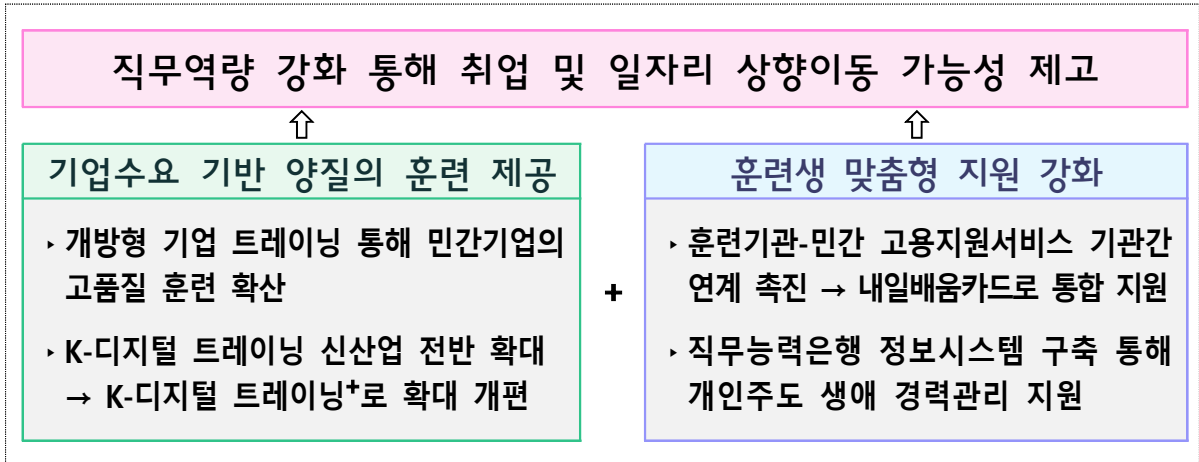 직무역량 강화 통해 취업 및 일자리 상향이동 가능성 제고
⇧ ⇧
기업수요 기반 양질의 훈련 제공
‣ 개방형 기업 트레이닝 통해 민간기업의
고품질 훈련 확산
‣ K-디지털 트레이닝 신산업 전반 확대
→ K-디지털 트레이닝⁺로 확대 개편
+
훈련생 맞춤형 지원 강화
‣ 훈련기관-민간 고용지원서비스 기관간
연계 촉진 → 내일배움카드로 통합 지원
‣ 직무능력은행 정보시스템 구축 통해
개인주도 생애 경력관리 지원